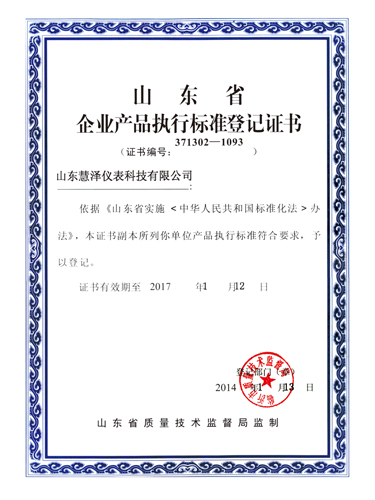 山东省
企业产品执行标准登记证书
371302—1093
（证书编号: ）
山东慧泽仪表科技有限公司:
依据《山东省实施<中华人民共和国标准化法>办
法》，本证书副本所列你单位产品执行标准符合要求，予
以登记。
证书有效期至 2017 年1 月12 日
登记部门（章）
2014 年1 月13 日
山东省质量技术监督局监制